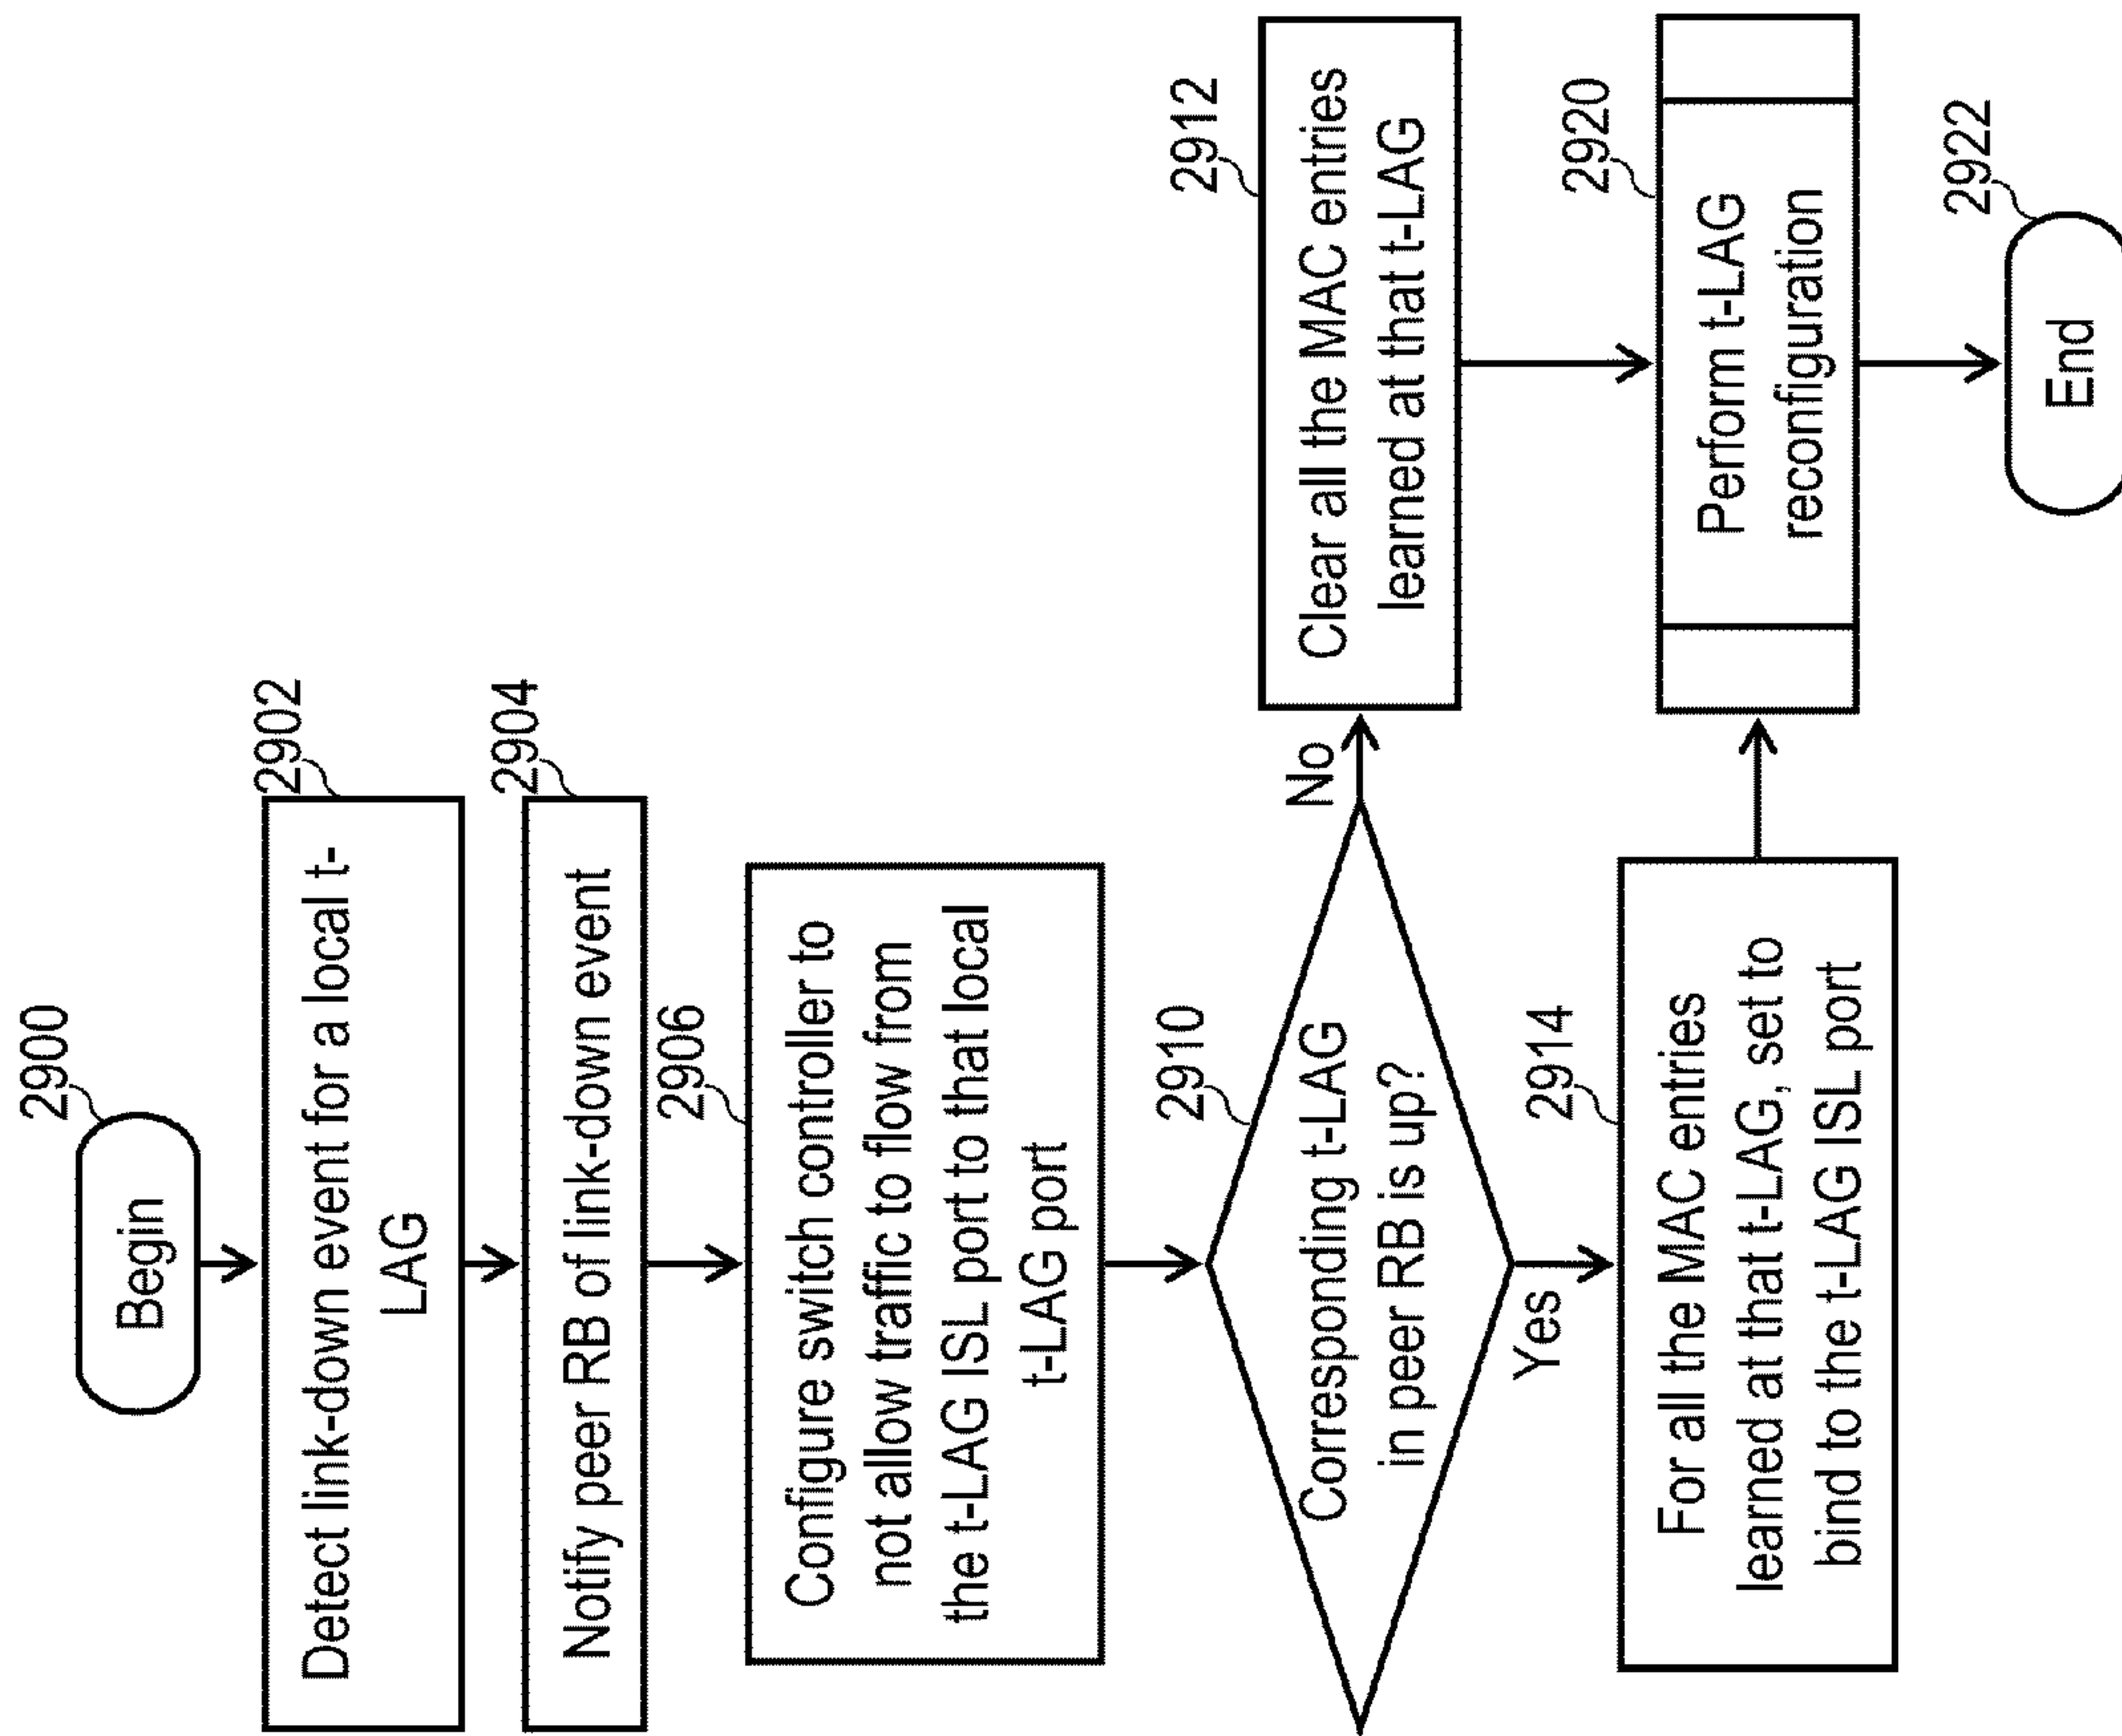 2900
Begin
2902
Detect link-down event for a local t-
LAG
2904
Notify peer RB of link-down event
2906
Configure switch controller to
not allow traffic to flow from
the t-LAG ISL port to that local
t-LAG port
2910
Corresponding t-LAG
in peer RB is up?
No
Yes
2912
Clear all the MAC entries
learned at that t-LAG
2914
For all the MAC entries
learned at that t-LAG, set to
bind to the t-LAG ISL port
2920
Perform t-LAG
reconfiguration
2922
End